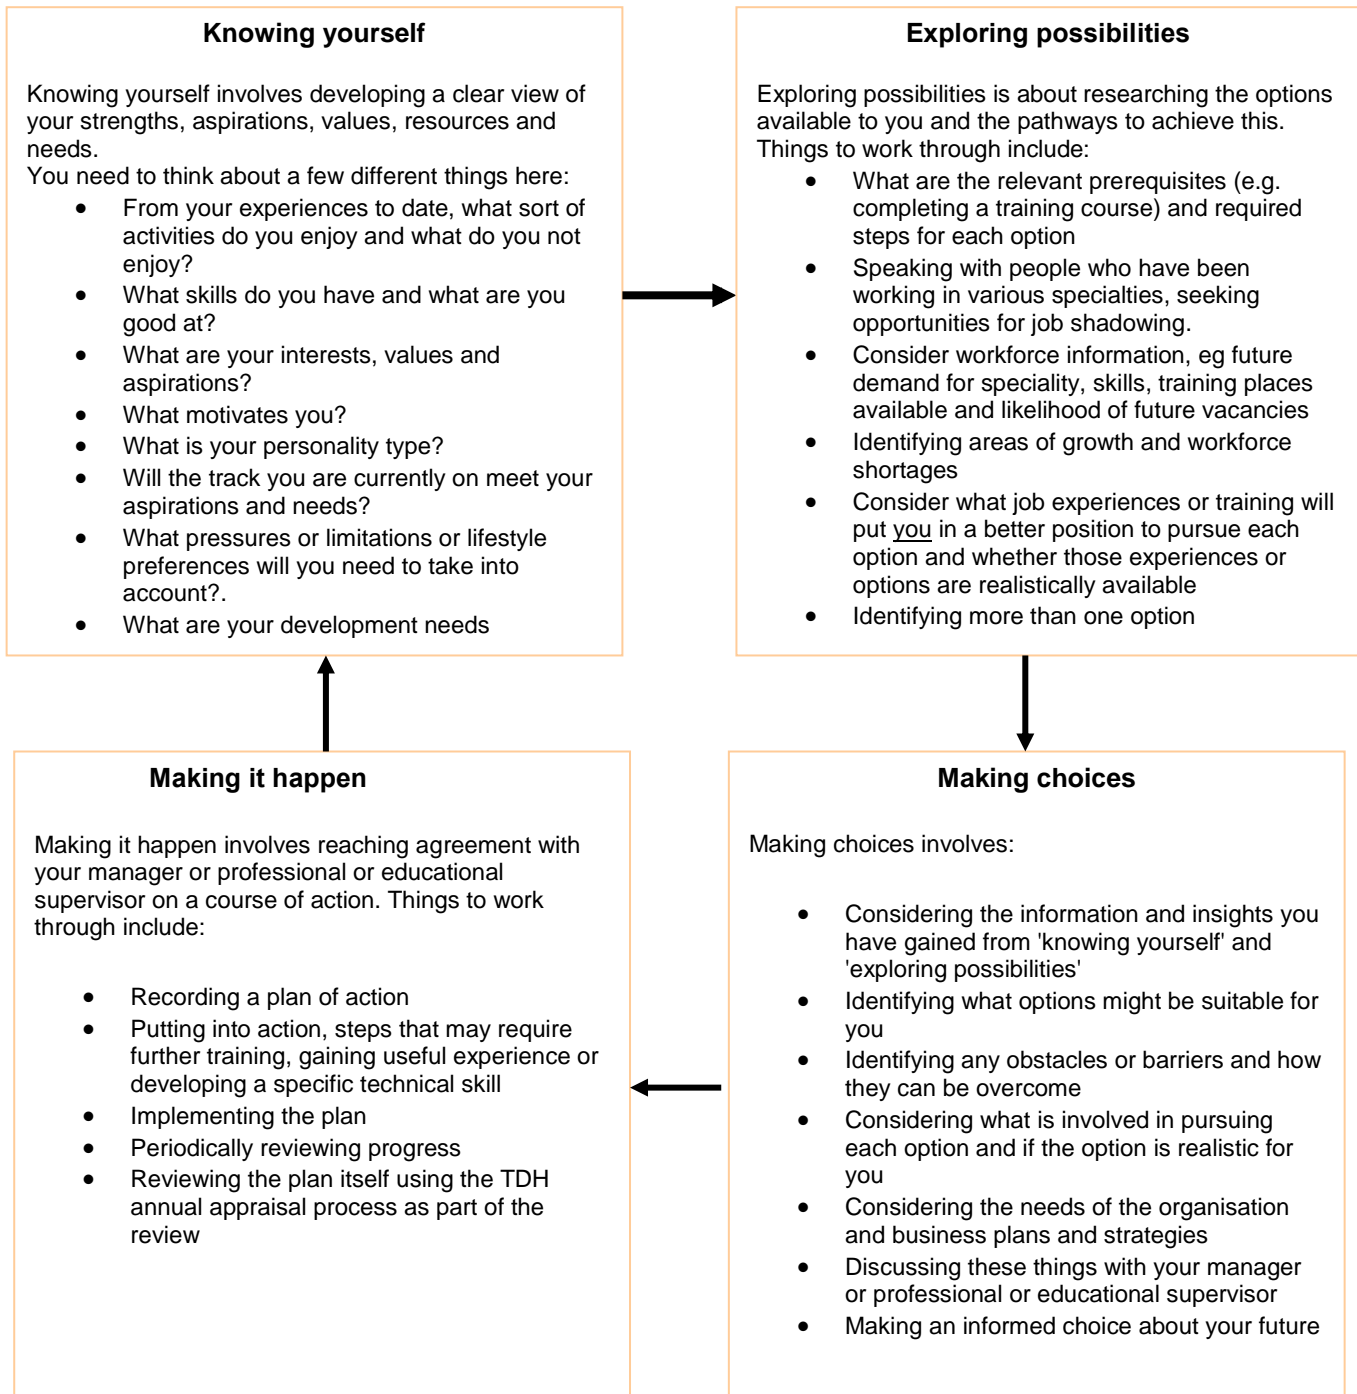 Knowing yourself
Knowing yourself involves developing a clear view of
your strengths, aspirations, values, resources and
needs.
You need to think about a few different things here:
• From your experiences to date, what sort of
activities do you enjoy and what do you not
enjoy?
• What skills do you have and what are you
good at?
• What are your interests, values and
aspirations?
• What motivates you?
• What is your personality type?
• Will the track you are currently on meet your
aspirations and needs?
• What pressures or limitations or lifestyle
preferences will you need to take into
account?.
• What are your development needs
Exploring possibilities
Exploring possibilities is about researching the options
available to you and the pathways to achieve this.
Things to work through include:
• What are the relevant prerequisites (e.g.
completing a training course) and required
steps for each option
• Speaking with people who have been
working in various specialties, seeking
opportunities for job shadowing.
• Consider workforce information, eg future
demand for speciality, skills, training places
available and likelihood of future vacancies
• Identifying areas of growth and workforce
shortages
• Consider what job experiences or training will
put you in a better position to pursue each
option and whether those experiences or
options are realistically available
• Identifying more than one option
Making choices
Making choices involves:
• Considering the information and insights you
have gained from 'knowing yourself' and
'exploring possibilities'
• Identifying what options might be suitable for
you
• Identifying any obstacles or barriers and how
they can be overcome
• Considering what is involved in pursuing
each option and if the option is realistic for
you
• Considering the needs of the organisation
and business plans and strategies
• Discussing these things with your manager
or professional or educational supervisor
• Making an informed choice about your future
Making it happen
Making it happen involves reaching agreement with
your manager or professional or educational
supervisor on a course of action. Things to work
through include:
• Recording a plan of action
• Putting into action, steps that may require
further training, gaining useful experience or
developing a specific technical skill
• Implementing the plan
• Periodically reviewing progress
• Reviewing the plan itself using the TDH
annual appraisal process as part of the
review